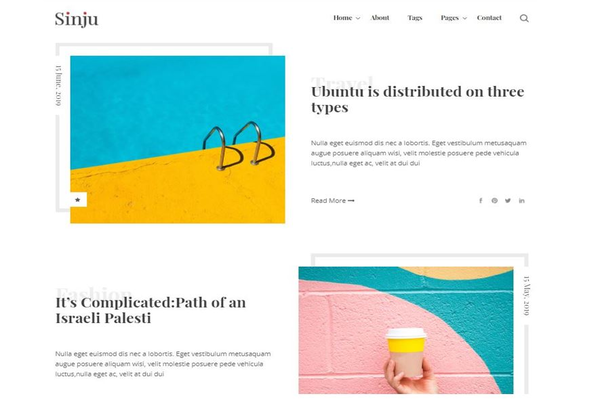 Sinju
Home About Tags Pages Contact
15 June, 2019
Travel
Ubuntu is distributed on three
types
Nulla eget euismod dis nec a lobortis. Eget vestibulum metusmpat
augue posuere aliquam wisi, velit molestie posuere pede vehicula
luctus,nulla eget ac, velit at dui dui
Read More
Fashion
It's Complicated:Path of an
Israeli Palesti
Nulla eget euismod dis nec a lobortis. Eget vestibulum metusmpat
augue posuere aliquam wisi, velit molestie posuere pede vehicula
luctus,nulla eget ac, velit at dui dui
15 May, 2019